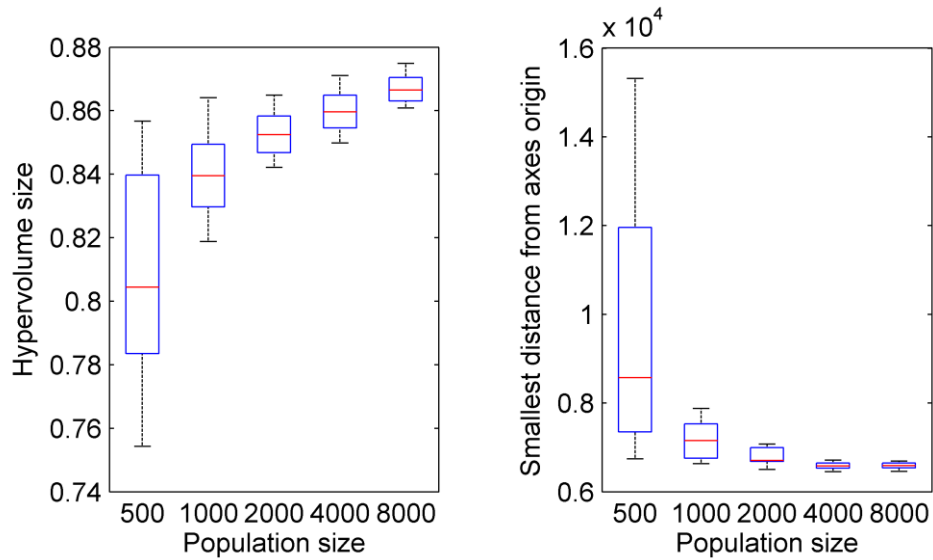 0.88
0.86
0.84
0.82
0.8
0.78
0.76
0.74
Hypervolume size
500 1000 2000 4000 8000
Population size
x 10⁴
1.6
1.4
1.2
1
0.8
0.6
Smallest distance from axes origin
500 1000 2000 4000 8000
Population size